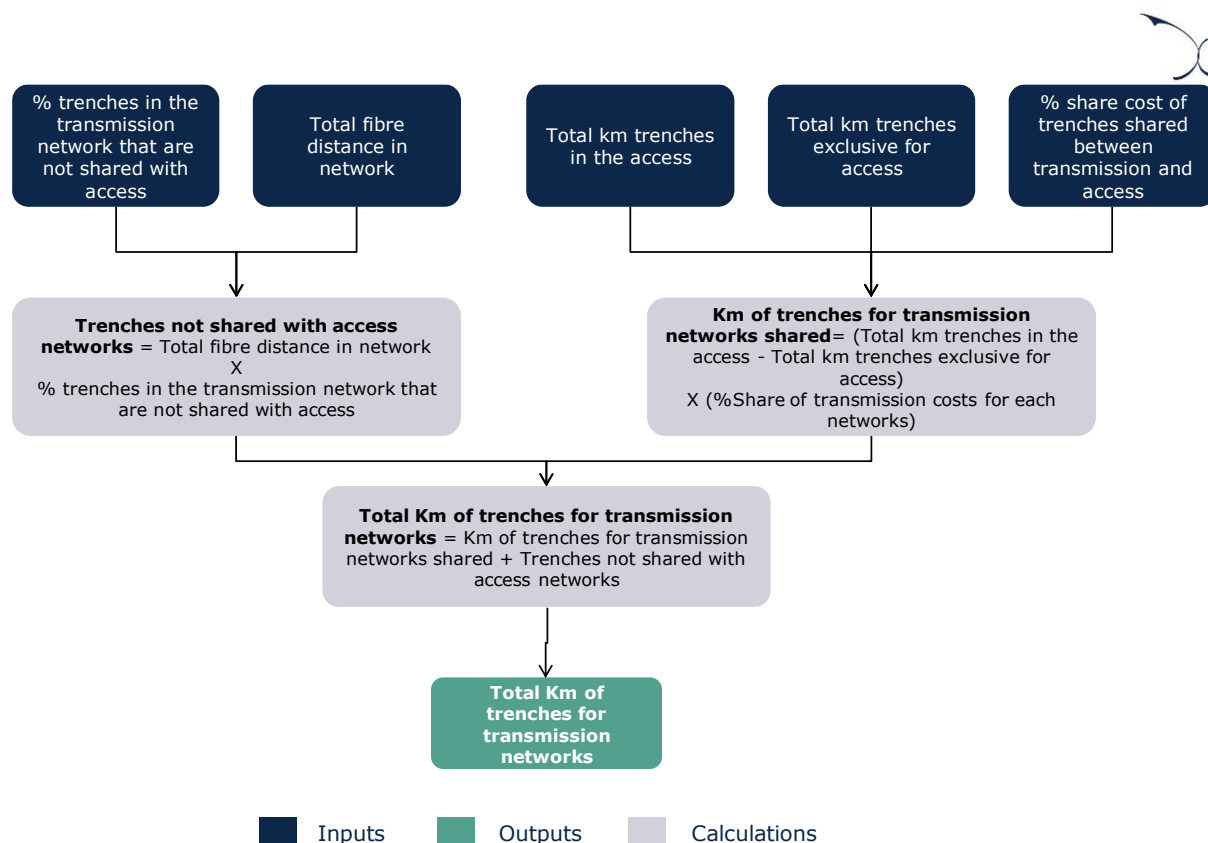 % trenches in the
transmission
network that are
not shared with
access
Total fibre
distance in
network
Total km trenches
in the access
Total km trenches
exclusive for
access
% share cost of
trenches shared
between
transmission and
access
Trenches not shared with access
networks = Total fibre distance in network
X
% trenches in the transmission network that
are not shared with access
Km of trenches for transmission
networks shared= (Total km trenches in the
access - Total km trenches exclusive for
access)
X (%Share of transmission costs for each
networks)
Total Km of trenches for transmission
networks = Km of trenches for transmission
networks shared + Trenches not shared with
access networks
Total Km of
trenches for
transmission
networks
Inputs
Outputs
Calculations